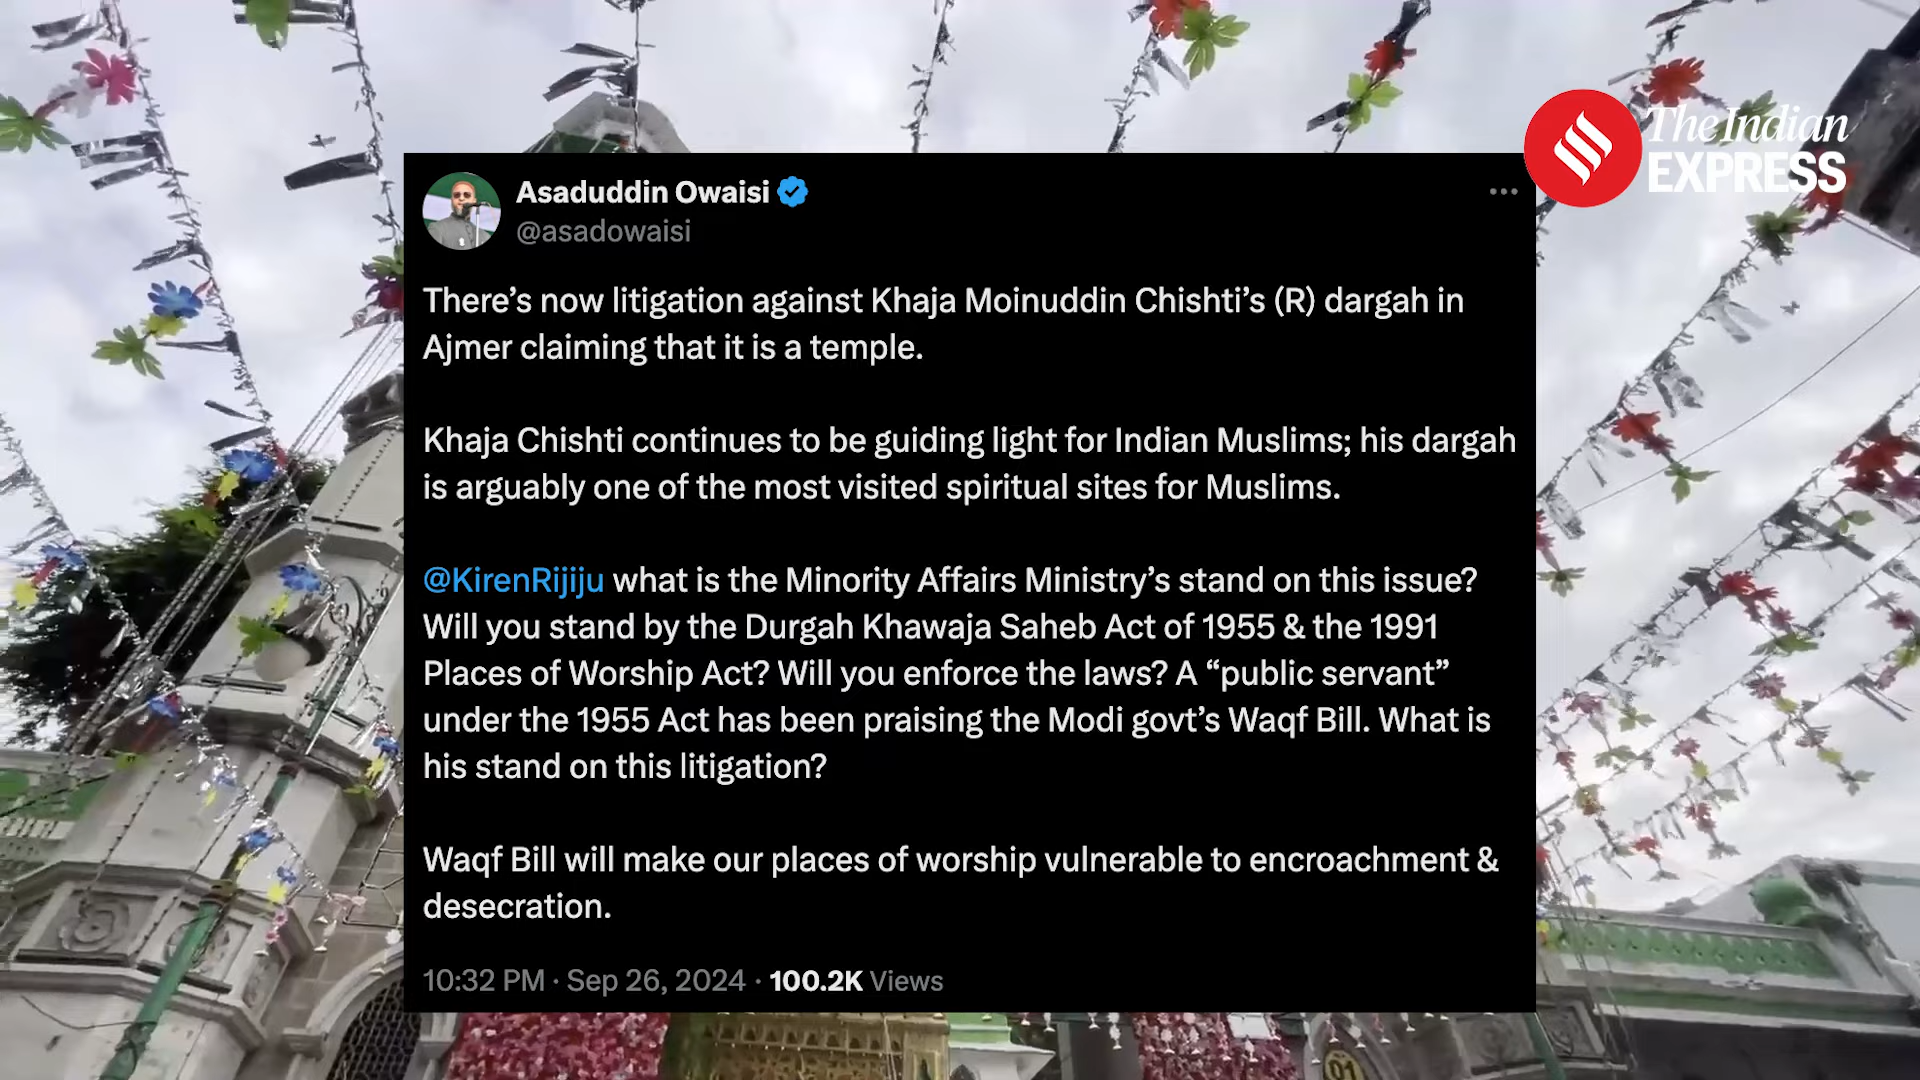 The Indian
EXPRESS
Asaduddin Owaisi
@asadowaisi
There’s now litigation against Khaja Moinuddin Chishti’s (R) dargah in
Ajmer claiming that it is a temple.
Khaja Chishti continues to be guiding light for Indian Muslims; his dargah
is arguably one of the most visited spiritual sites for Muslims.
@KirenRijiju what is the Minority Affairs Ministry’s stand on this issue?
Will you stand by the Durgah Khawaja Saheb Act of 1955 & the 1991
Places of Worship Act? Will you enforce the laws? A “public servant”
under the 1955 Act has been praising the Modi govt’s Waqf Bill. What is
his stand on this litigation?
Waqf Bill will make our places of worship vulnerable to encroachment &
desecration.
10:32 PM · Sep 26, 2024 · 100.2K Views
01